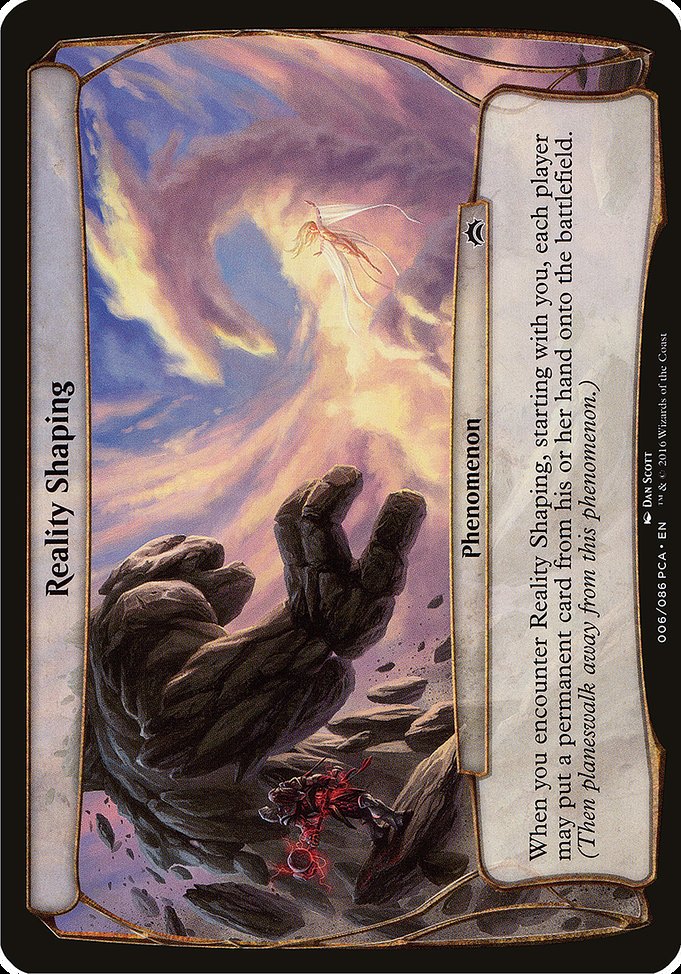 Reality Shaping
Phenomenon
When you encounter Reality Shaping, starting with you, each player
may put a permanent card from his or her hand onto the battlefield.
(Then planeswalk away from this phenomenon.)
Dan Scott
006/086 PCA • EN ™ & © 2016 Wizards of the Coast